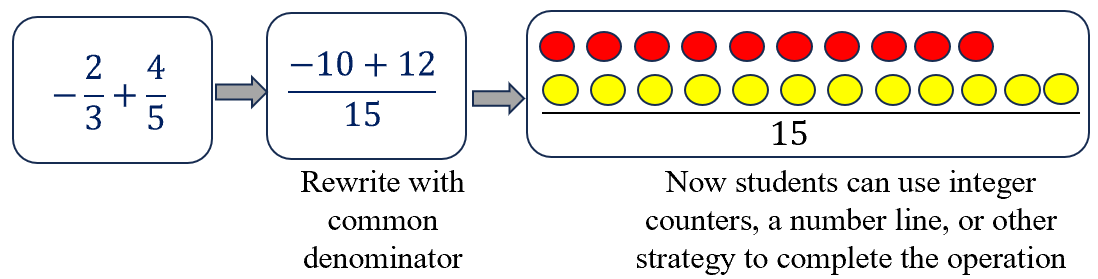 −2/3 + 4/5
−10 + 12
15
15
Rewrite with
common
denominator
Now students can use integer
counters, a number line, or other
strategy to complete the operation